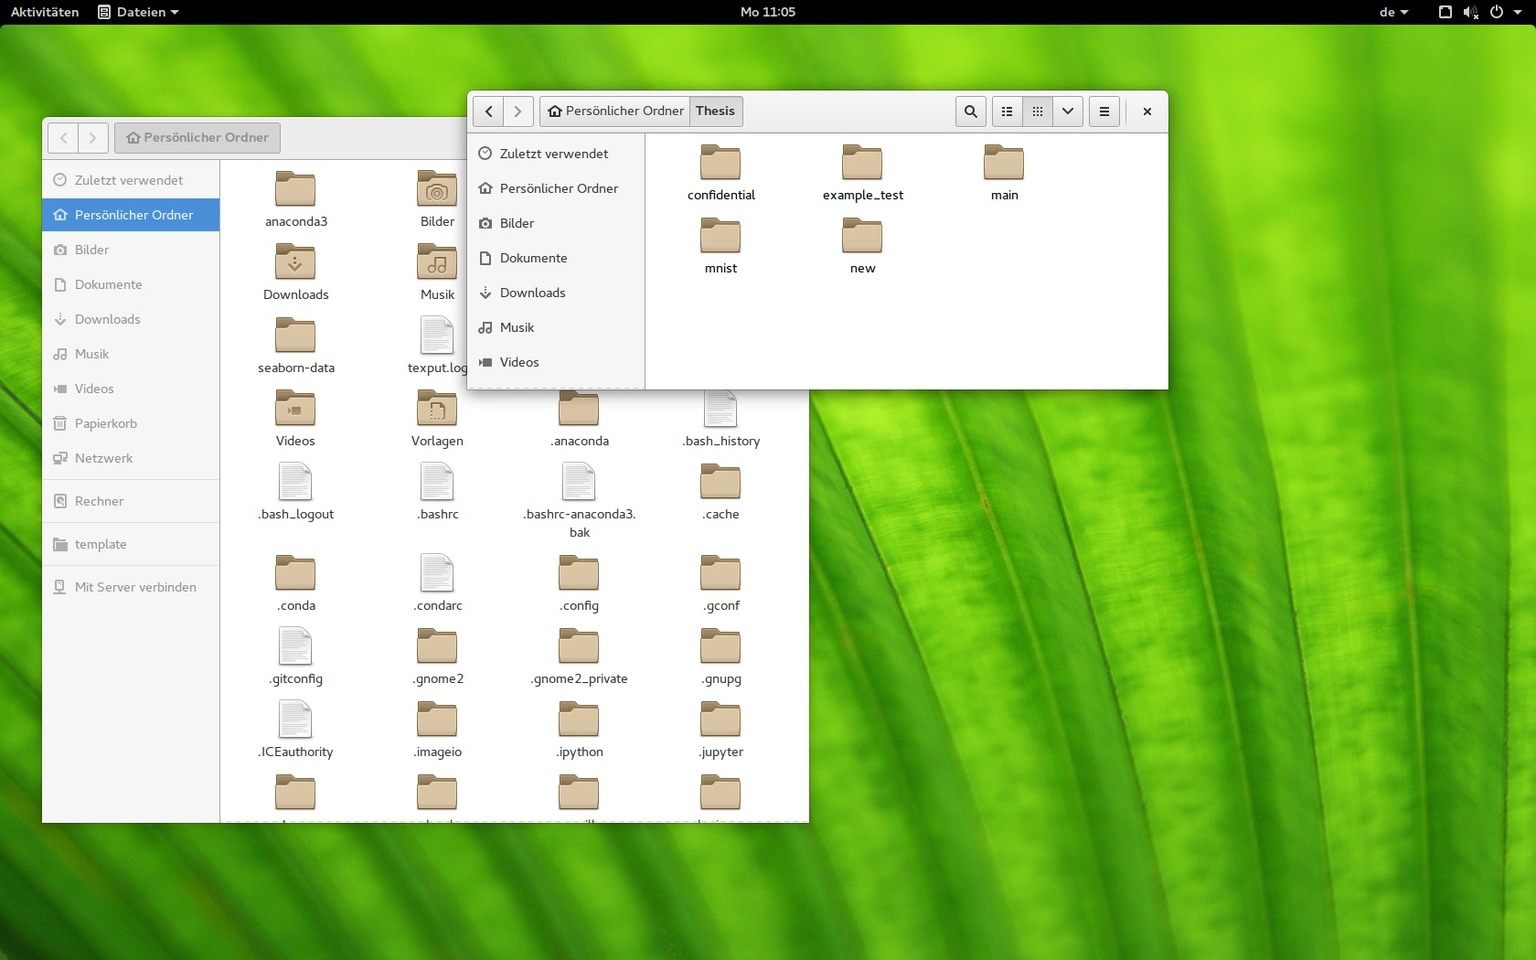 Aktivitäten Dateien Mo 11:05 de
Persönlicher Ordner Thesis
Zuletzt verwendet
Persönlicher Ordner
Bilder
Dokumente
Downloads
Musik
Videos
confidential example_test main
mnist new
Persönlicher Ordner
Zuletzt verwendet
Persönlicher Ordner
Bilder
Dokumente
Downloads
Musik
Videos
Papierkorb
Netzwerk
Rechner
template
Mit Server verbinden
anaconda3 Bilder
Downloads Musik
seaborn-data texput.log
Videos Vorlagen .anaconda .bash_history
.bash_logout .bashrc .bashrc-anaconda3. .cache
bak
.conda .condarc .config .gconf
.gitconfig .gnome2 .gnome2_private .gnupg
.ICEauthority .imageio .ipython .jupyter